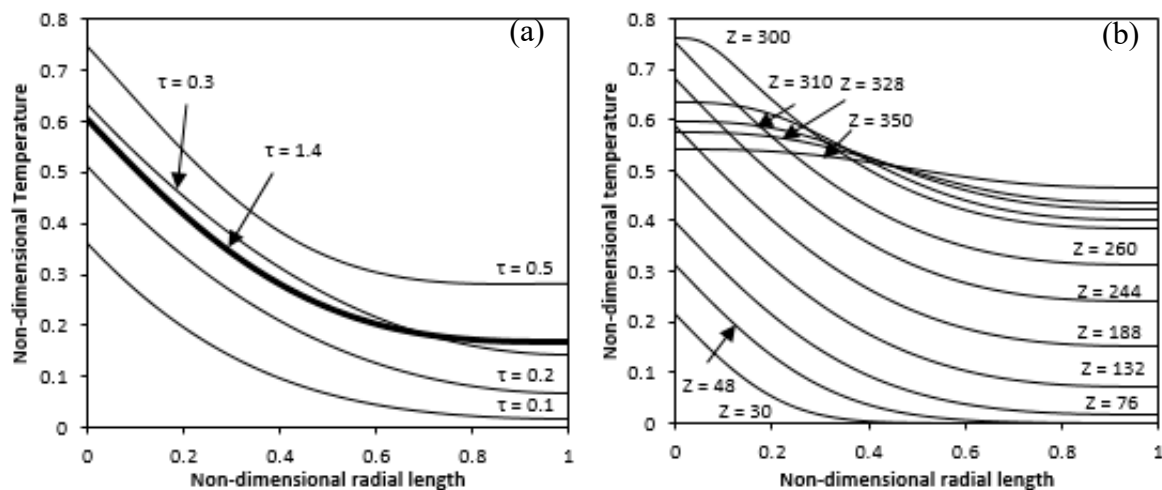 (a)
Non-dimensional Temperature
0.8
0.7
0.6
0.5
0.4
0.3
0.2
0.1
0
τ = 0.3
τ = 1.4
τ = 0.5
τ = 0.2
τ = 0.1
0 0.2 0.4 0.6 0.8 1
Non-dimensional radial length
(b)
Non-dimensional temperature
0.8
0.7
0.6
0.5
0.4
0.3
0.2
0.1
0
Z = 300
Z = 310
Z = 328
Z = 350
Z = 260
Z = 244
Z = 188
Z = 132
Z = 48
Z = 76
Z = 30
0 0.2 0.4 0.6 0.8 1
Non-dimensional radial length